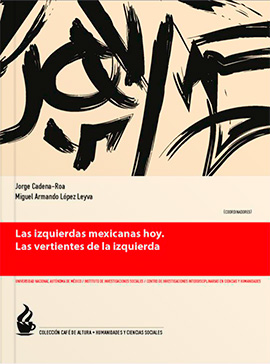 Jorge Cadena-Roa
Miguel Armando López Leyva
(COORDINADORES)
Las izquierdas mexicanas hoy.
Las vertientes de la izquierda
UNIVERSIDAD NACIONAL AUTÓNOMA DE MÉXICO • INSTITUTO DE INVESTIGACIONES SOCIALES • CENTRO DE INVESTIGACIONES INTERDISCIPLINARIAS EN CIENCIAS Y HUMANIDADES
COLECCIÓN CAFÉ DE ALTURA • HUMANIDADES Y CIENCIAS SOCIALES